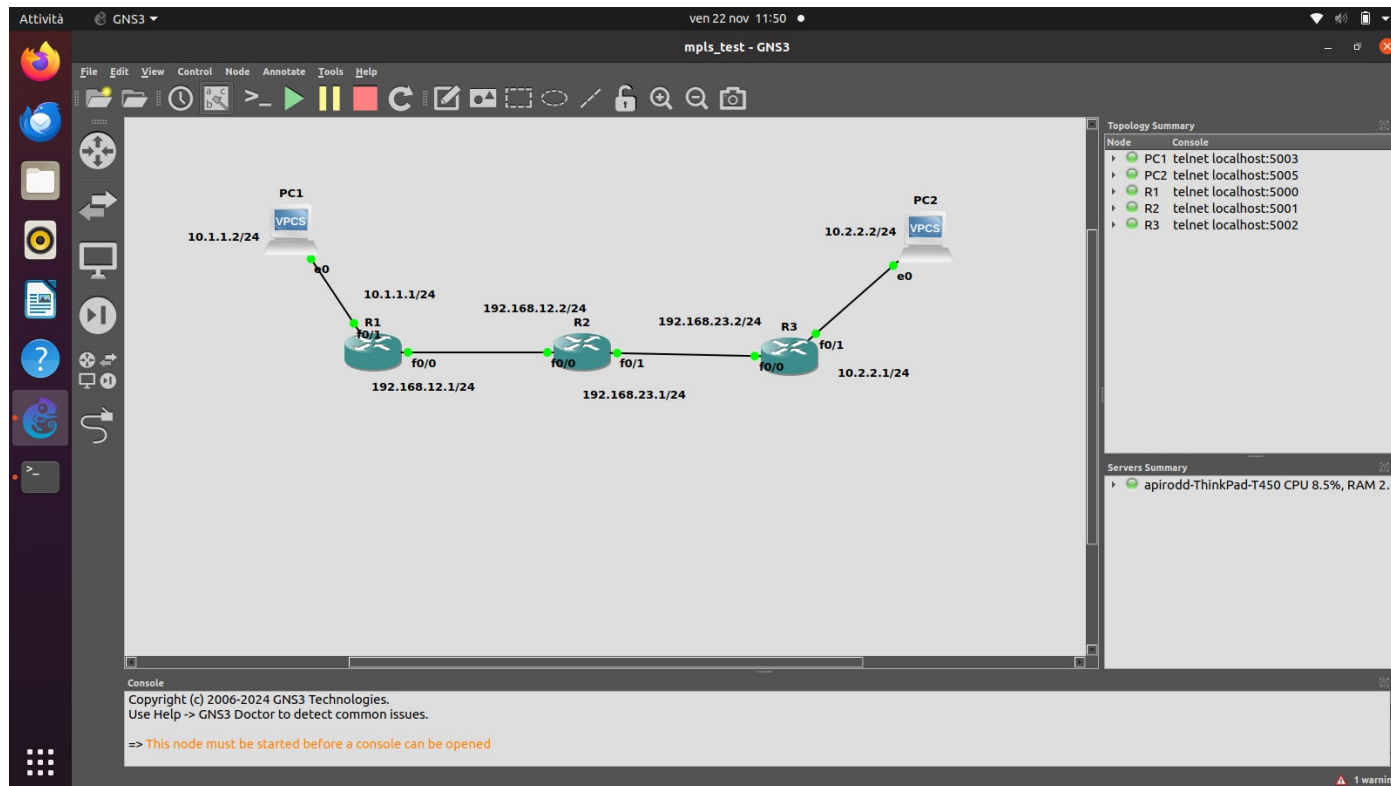 Attività GNS3 ven 22 nov 11:50
mpls_test - GNS3
File Edit View Control Node Annotate Tools Help
PC1
VPCS
10.1.1.2/24
e0
10.1.1.1/24
R1
f0/1
f0/0
192.168.12.1/24
192.168.12.2/24
R2
f0/0
f0/1
192.168.23.1/24
192.168.23.2/24
R3
f0/0
f0/1
10.2.2.1/24
PC2
VPCS
10.2.2.2/24
e0
Topology Summary
Node Console
PC1 telnet localhost:5003
PC2 telnet localhost:5005
R1 telnet localhost:5000
R2 telnet localhost:5001
R3 telnet localhost:5002
Servers Summary
apirodd-ThinkPad-T450 CPU 8.5%, RAM 2.
Console
Copyright (c) 2006-2024 GNS3 Technologies.
Use Help -> GNS3 Doctor to detect common issues.
=> This node must be started before a console can be opened
1 warnin